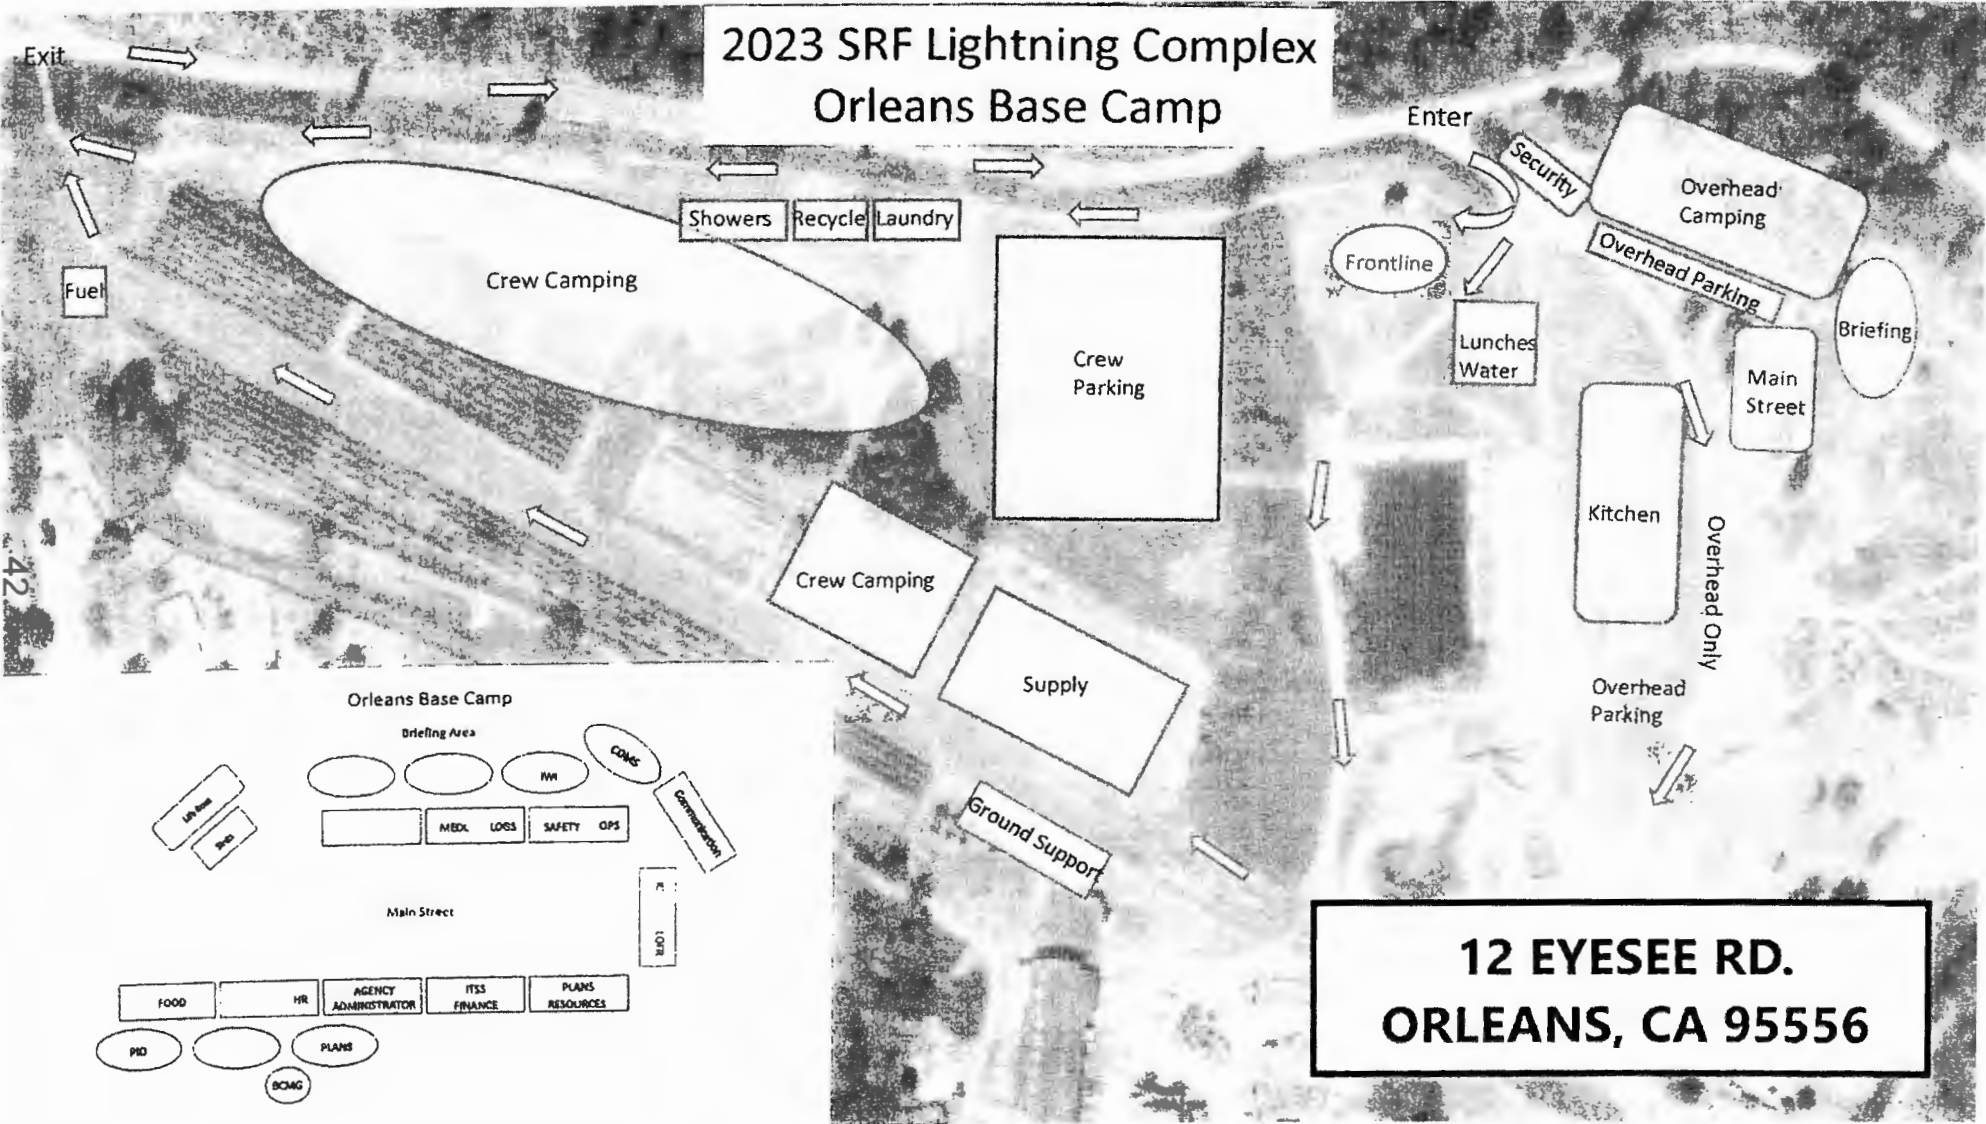 2023 SRF Lightning Complex
Orleans Base Camp
Exit
Enter
Security
Overhead
Camping
Overhead Parking
Showers
Recycle
Laundry
Frontline
Crew Camping
Fuel
Lunches
Water
Briefing
Crew
Parking
Main
Street
Kitchen
Overhead Only
Crew Camping
Supply
Overhead
Parking
Ground Support
42
12 EYESEE RD.
ORLEANS, CA 95556
Orleans Base Camp
Briefing Area
IWI
COMS
Communication
MEDL LOGS
SAFETY OPS
Main Street
IC
LOFR
FOOD
HR
AGENCY
ADMINISTRATOR
ITSS
FINANCE
PLANS
RESOURCES
PIO
PLANS
BCMG